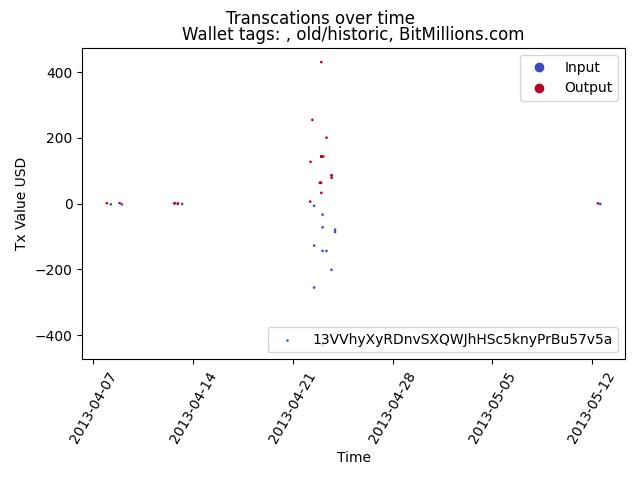 Transcations over time
Wallet tags: , old/historic, BitMillions.com
Input
Output
400
200
0
−200
−400
Tx Value USD
13VVhyXyRDnvSXQWJhHSc5knyPrBu57v5a
2013-04-07
2013-04-14
2013-04-21
2013-04-28
2013-05-05
2013-05-12
Time